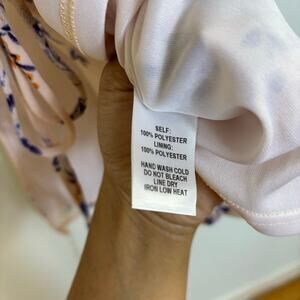 SELF:
100% POLYESTER
LINING:
100% POLYESTER
HAND WASH COLD
DO NOT BLEACH
LINE DRY
IRON LOW HEAT